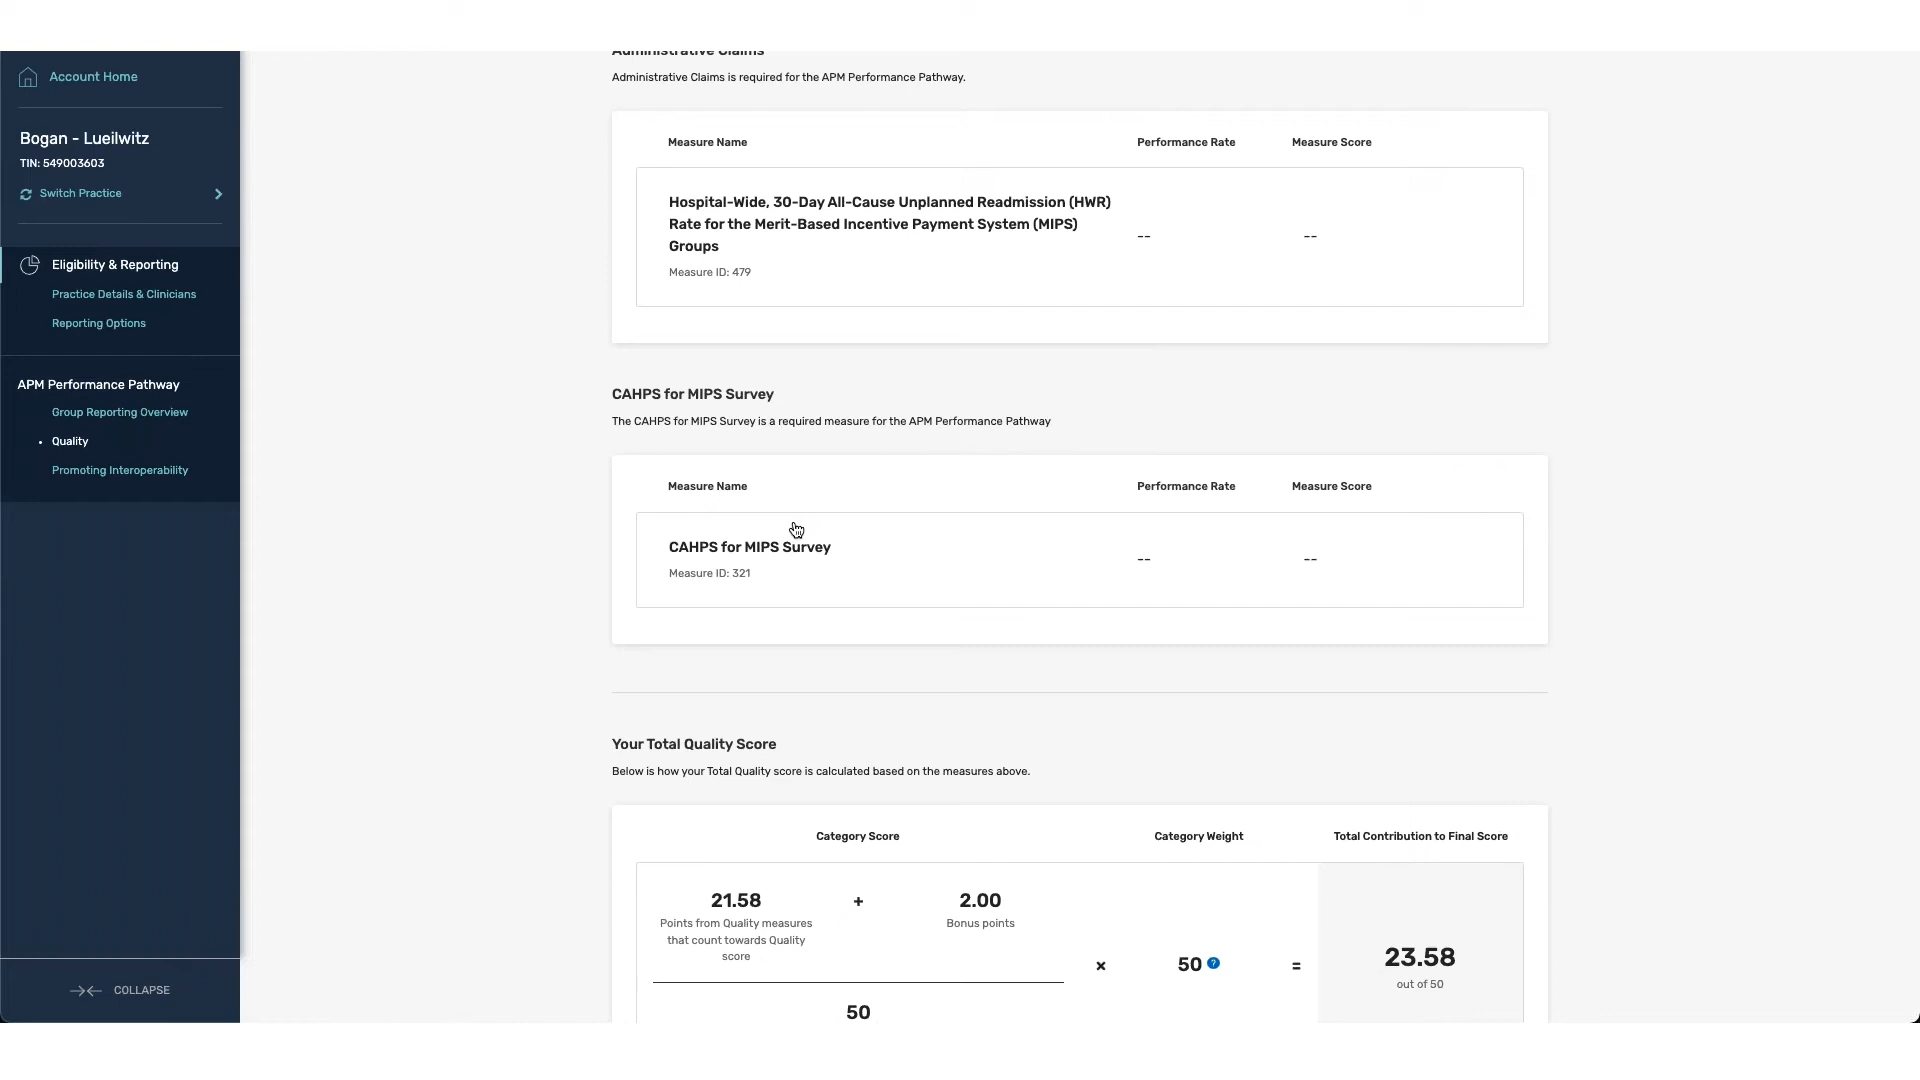 Account Home
Bogan - Lueilwitz
TIN: 549003603
Switch Practice
Eligibility & Reporting
Practice Details & Clinicians
Reporting Options
APM Performance Pathway
Group Reporting Overview
• Quality
Promoting Interoperability
COLLAPSE
Administrative Claims
Administrative Claims is required for the APM Performance Pathway.
Measure Name Performance Rate Measure Score
Hospital-Wide, 30-Day All-Cause Unplanned Readmission (HWR)
Rate for the Merit-Based Incentive Payment System (MIPS)
Groups
-- --
Measure ID: 479
CAHPS for MIPS Survey
The CAHPS for MIPS Survey is a required measure for the APM Performance Pathway
Measure Name Performance Rate Measure Score
CAHPS for MIPS Survey
-- --
Measure ID: 321
Your Total Quality Score
Below is how your Total Quality score is calculated based on the measures above.
Category Score Category Weight Total Contribution to Final Score
21.58 + 2.00
Points from Quality measures Bonus points
that count towards Quality
score
× 50 ? = 23.58
out of 50
50